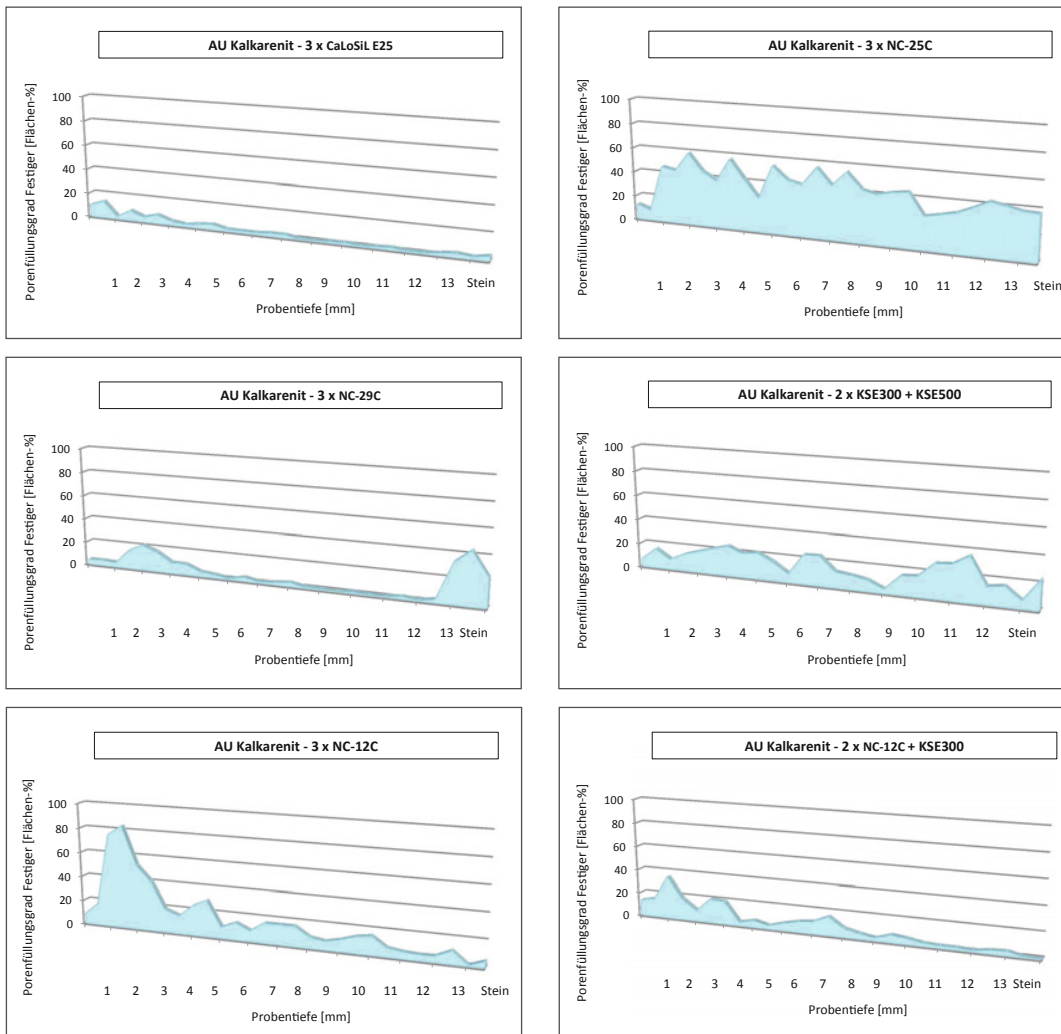 AU Kalkarenit - 3 x CaLoSiL E25
Porenfüllungsgrad Festiger [Flächen-%]
100
80
60
40
20
0
1 2 3 4 5 6 7 8 9 10 11 12 13 Stein
Probentiefe [mm]
AU Kalkarenit - 3 x NC-25C
Porenfüllungsgrad Festiger [Flächen-%]
100
80
60
40
20
0
1 2 3 4 5 6 7 8 9 10 11 12 13 Stein
Probentiefe [mm]
AU Kalkarenit - 3 x NC-29C
Porenfüllungsgrad Festiger [Flächen-%]
100
80
60
40
20
0
1 2 3 4 5 6 7 8 9 10 11 12 13 Stein
Probentiefe [mm]
AU Kalkarenit - 2 x KSE300 + KSE500
Porenfüllungsgrad Festiger [Flächen-%]
100
80
60
40
20
0
1 2 3 4 5 6 7 8 9 10 11 12 Stein
Probentiefe [mm]
AU Kalkarenit - 3 x NC-12C
Porenfüllungsgrad Festiger [Flächen-%]
100
80
60
40
20
0
1 2 3 4 5 6 7 8 9 10 11 12 13 Stein
Probentiefe [mm]
AU Kalkarenit - 2 x NC-12C + KSE300
Porenfüllungsgrad Festiger [Flächen-%]
100
80
60
40
20
0
1 2 3 4 5 6 7 8 9 10 11 12 13 Stein
Probentiefe [mm]